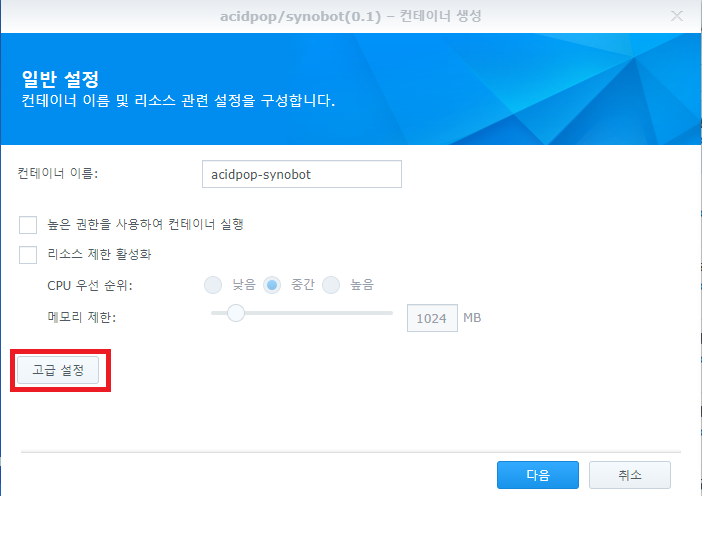 acidpop/synobot(0.1) – 컨테이너 생성
일반 설정
컨테이너 이름 및 리소스 관련 설정을 구성합니다.
컨테이너 이름: acidpop-synobot
높은 권한을 사용하여 컨테이너 실행
리소스 제한 활성화
CPU 우선 순위: 낮음 중간 높음
메모리 제한: 1024 MB
고급 설정
다음 취소